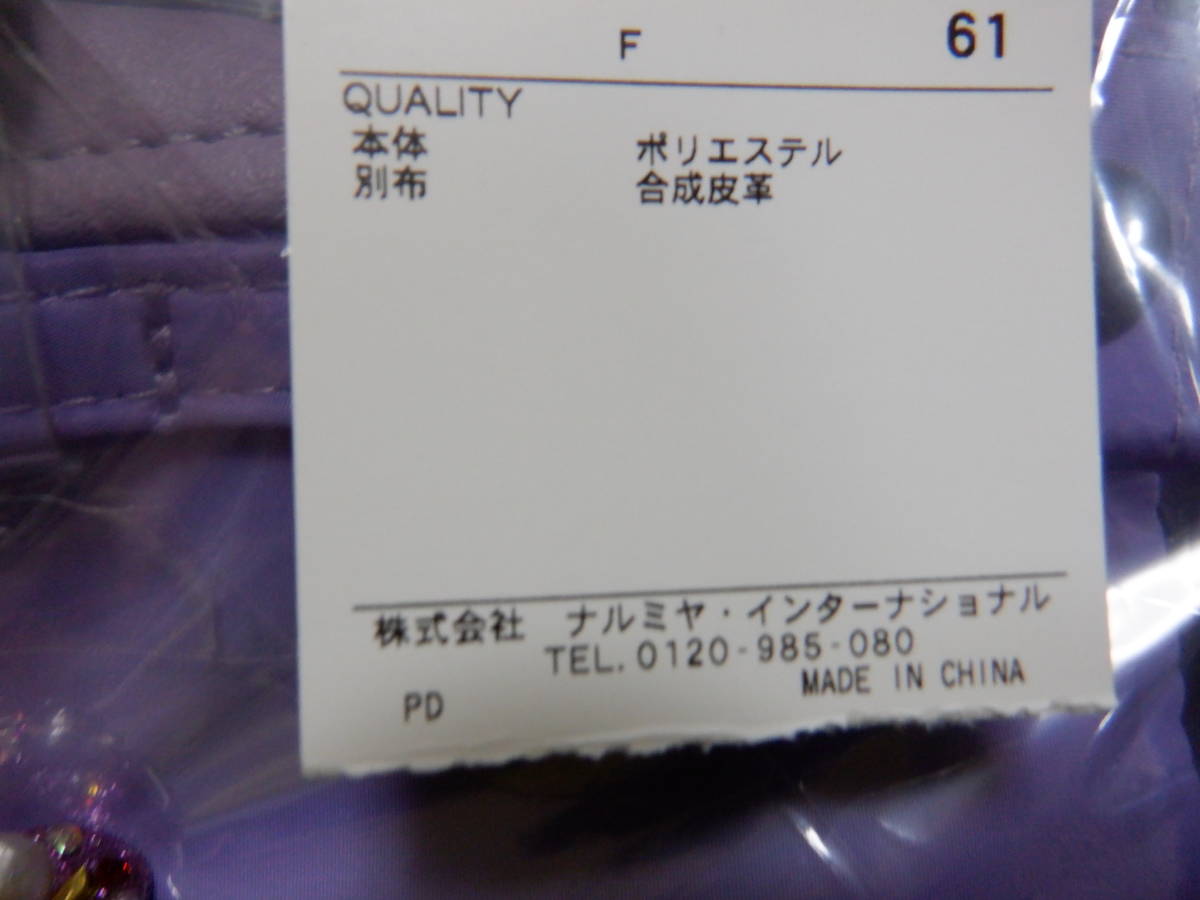 F 61
QUALITY
本体 ポリエステル
別布 合成皮革
株式会社 ナルミヤ・インターナショナル
TEL.0120-985-080
MADE IN CHINA
PD